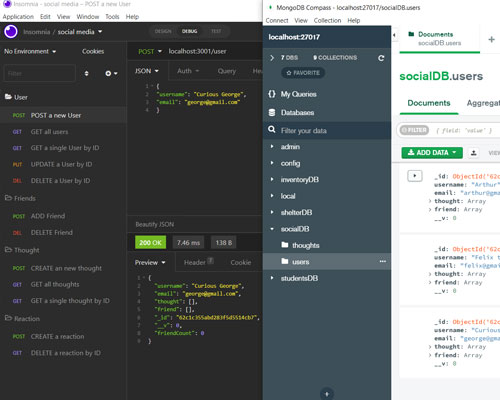 Insomnia – social media – POST a new User
Application File Edit View Window Tools Help
Insomnia / social media
DESIGN DEBUG TEST
No Environment Cookies
Filter
User
POST POST a new User
GET GET all users
GET GET a single User by ID
PUT UPDATE a User by ID
DEL DELETE a User by ID
Friends
POST ADD Friend
DEL DELETE Friend
Thought
POST CREATE an new thought
GET GET all thoughts
GET GET a single thought by ID
Reaction
POST CREATE a reaction
GET DELETE a reaction by ID
POST localhost:3001/user
JSON Auth Query Header
1 {
"username": "Curious George",
"email": "george@gmail.com"
}
Beautify JSON
200 OK 7.46 ms 138 B
Preview Header 7 Cookie
1 {
2 "username": "Curious George",
3 "email": "george@gmail.com",
4 "thought": [],
5 "friend": [],
6
7 "__v": 0,
8 "friendCount": 0
9 }
MongoDB Compass - localhost:27017/socialDB.users
Connect View Collection Help
localhost:27017
7 DBS 9 COLLECTIONS
FAVORITE
My Queries
Databases
Filter your data
admin
config
inventoryDB
local
shelterDB
socialDB
thoughts
users
studentsDB
Documents
socialDB.users
socialDB.users
Documents Aggregat
FILTER { field: 'value' }
ADD DATA VIEW
_id: ObjectId('62c
username: "Arthur"
email: "arthur@gma
thought: Array
friend: Array
__v: 0
_id: ObjectId('62c
username: "Felix t
email: "felix@gmai
thought: Array
friend: Array
__v: 0
_id: ObjectId('62c
username: "Curious
email: "george@gma
thought: Array
friend: Array
__v: 0